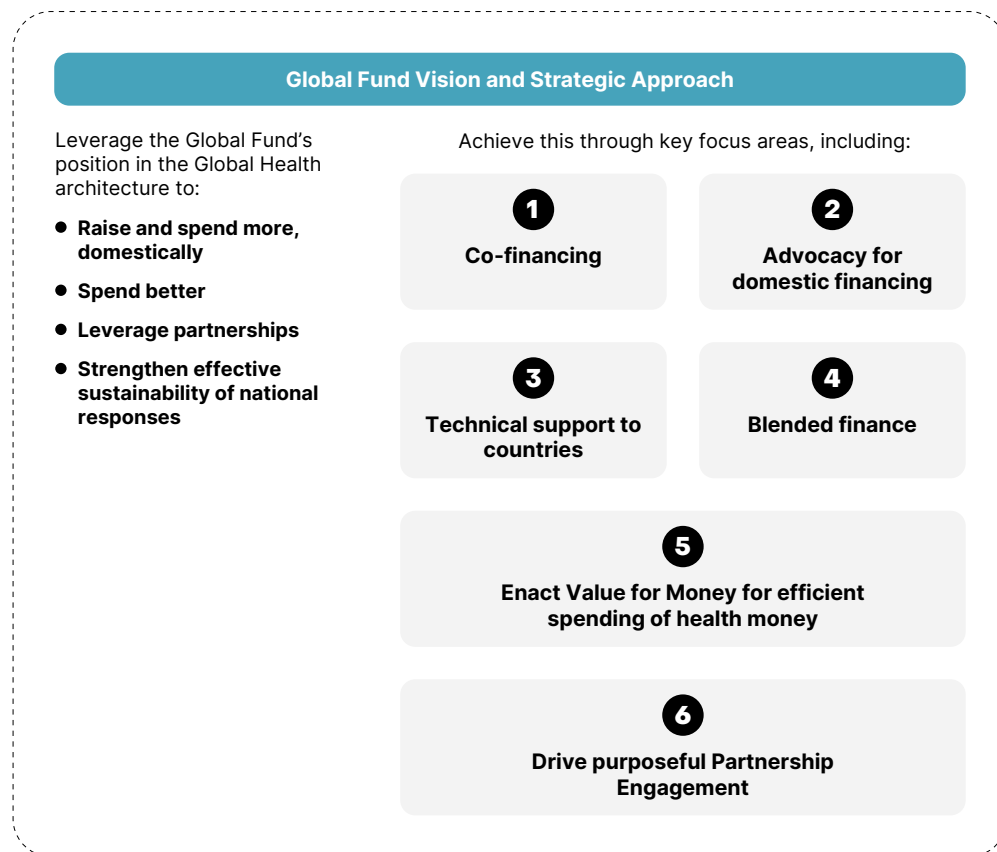 Global Fund Vision and Strategic Approach
Leverage the Global Fund’s
position in the Global Health
architecture to:
● Raise and spend more,
domestically
● Spend better
● Leverage partnerships
● Strengthen effective
sustainability of national
responses
Achieve this through key focus areas, including:
1
Co-financing
2
Advocacy for
domestic financing
3
Technical support to
countries
4
Blended finance
5
Enact Value for Money for efficient
spending of health money
6
Drive purposeful Partnership
Engagement